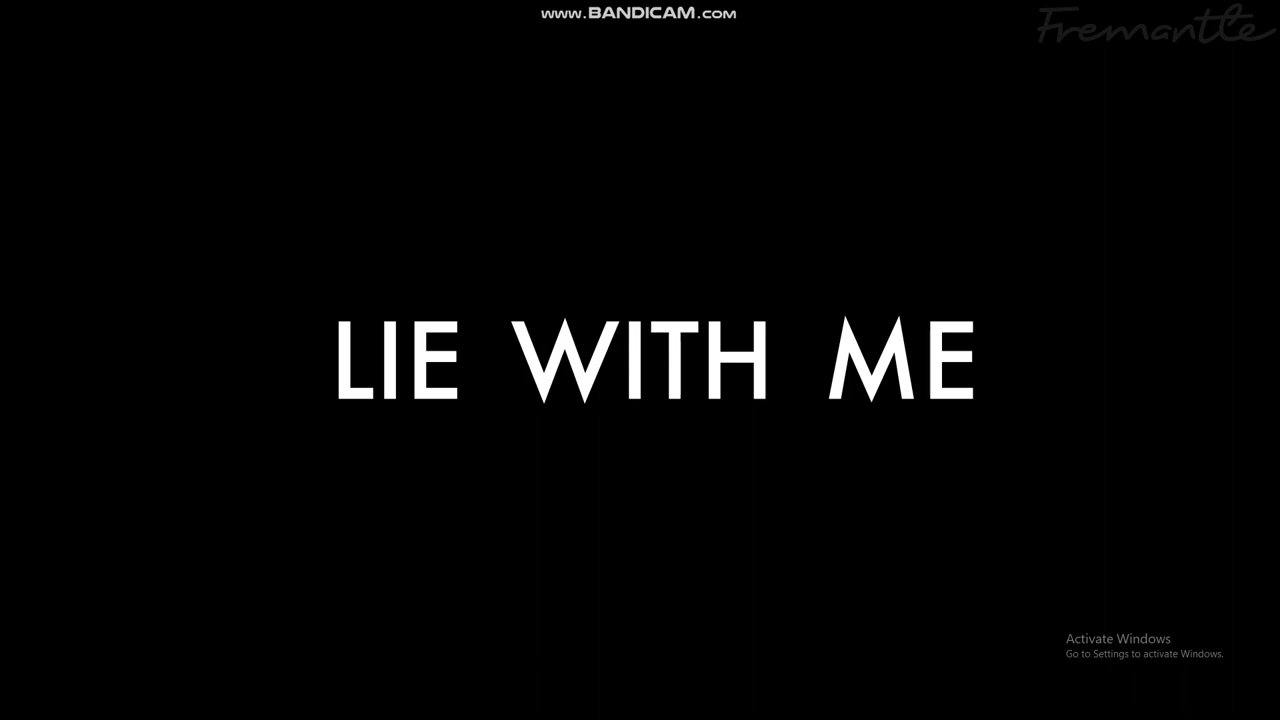 www.BANDICAM.com
Fremantle
LIE WITH ME
Activate Windows
Go to Settings to activate Windows.